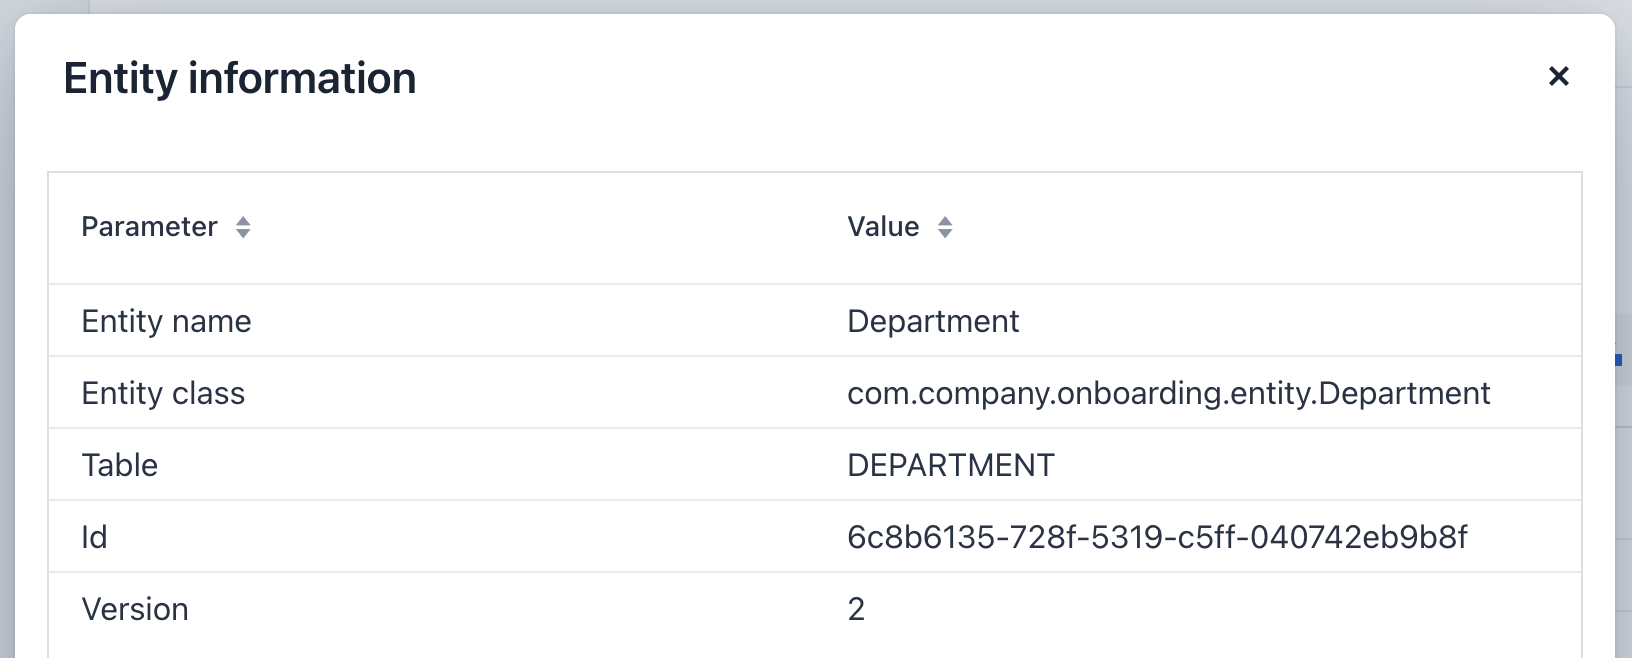 Entity information
Parameter Value
Entity name Department
Entity class com.company.onboarding.entity.Department
Table DEPARTMENT
Id 6c8b6135-728f-5319-c5ff-040742eb9b8f
Version 2